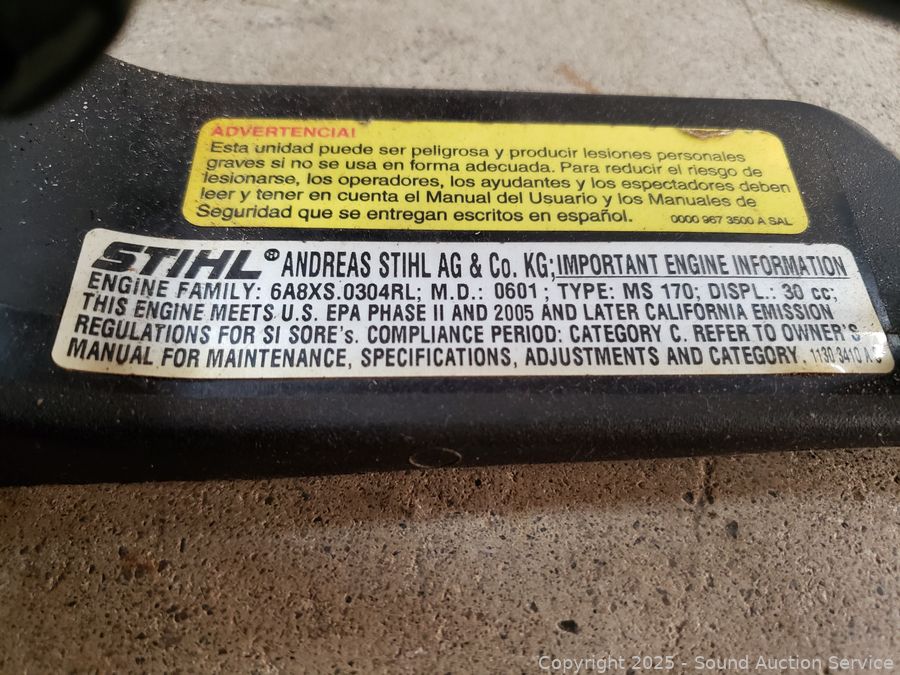 ADVERTENCIA!
Esta unidad puede ser peligrosa y producir lesiones personales
graves si no se usa en forma adecuada. Para reducir el riesgo de
lesionarse, los operadores, los ayudantes y los espectadores deben
leer y tener en cuenta el Manual del Usuario y los Manuales de
Seguridad que se entregan escritos en español. 0000 967 3500 A SAL
STIHL® ANDREAS STIHL AG & Co. KG; IMPORTANT ENGINE INFORMATION
ENGINE FAMILY: 6A8XS.0304RL; M.D.: 0601 ; TYPE: MS 170; DISPL.: 30 cc;
THIS ENGINE MEETS U.S. EPA PHASE II AND 2005 AND LATER CALIFORNIA EMISSION
REGULATIONS FOR SI SORE's. COMPLIANCE PERIOD: CATEGORY C. REFER TO OWNER'S
MANUAL FOR MAINTENANCE, SPECIFICATIONS, ADJUSTMENTS AND CATEGORY. 1130 3410 A
Copyright 2025 - Sound Auction Service